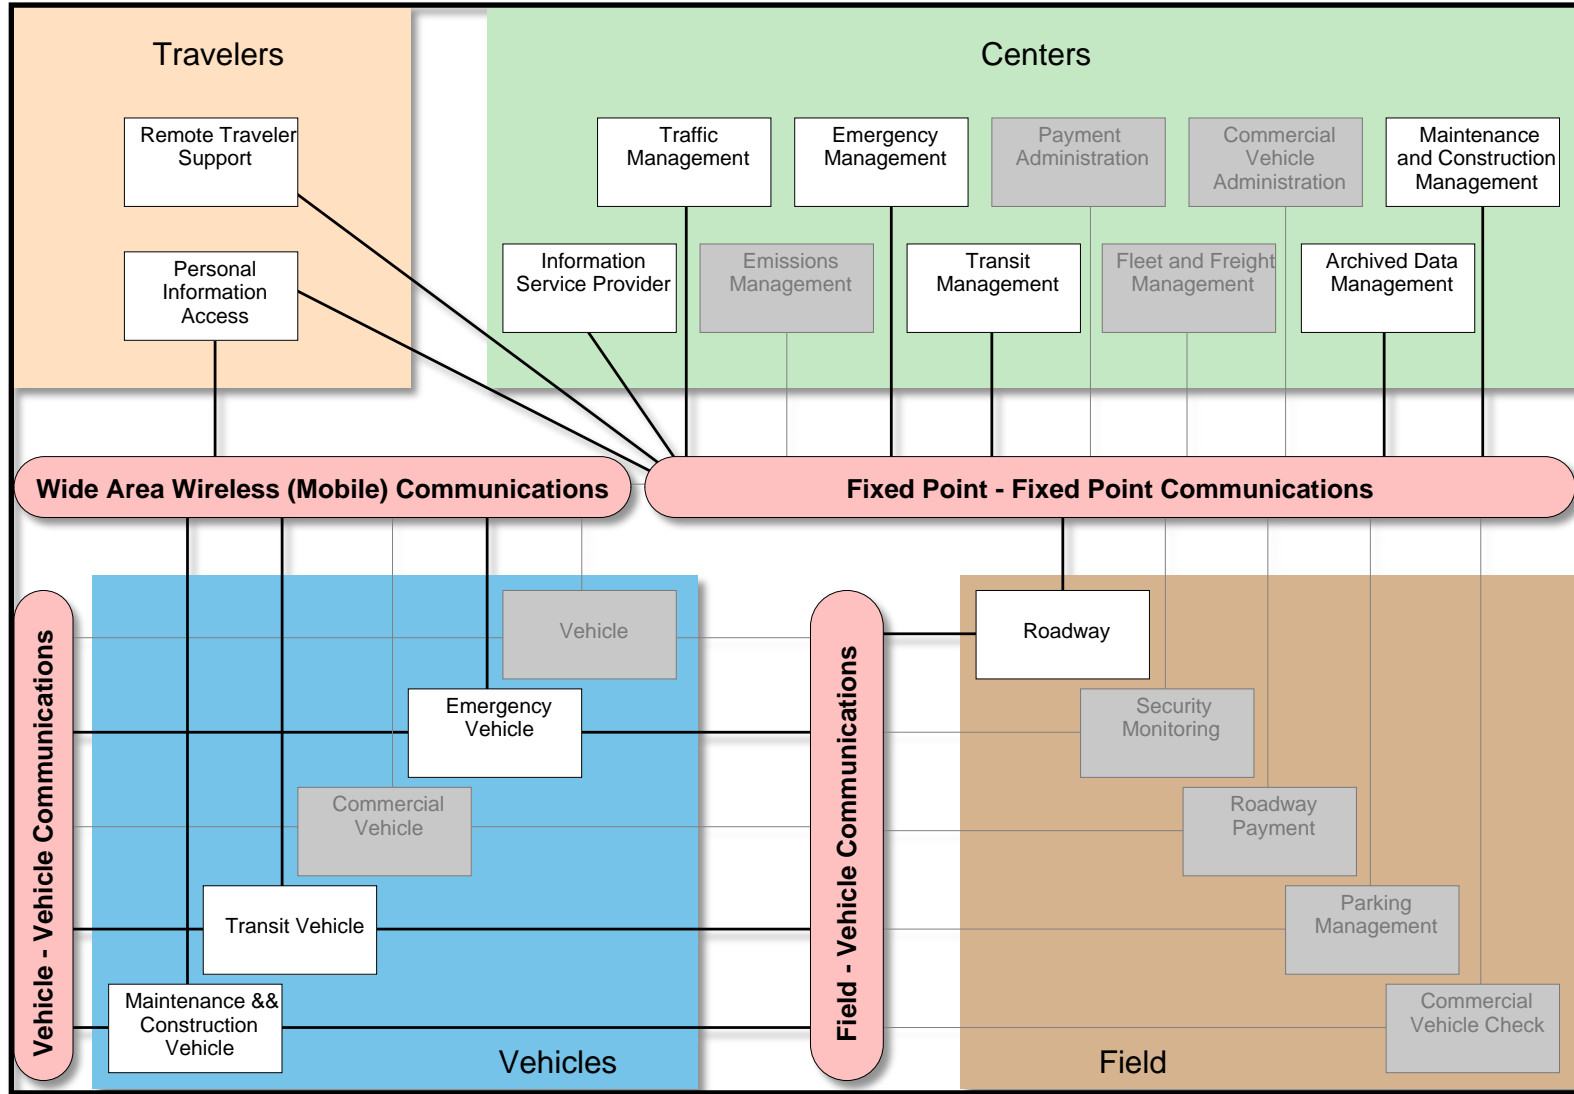 Travelers
Centers
Remote Traveler
Support
Traffic
Management
Emergency
Management
Payment
Administration
Commercial
Vehicle
Administration
Maintenance
and Construction
Management
Personal
Information
Access
Information
Service Provider
Emissions
Management
Transit
Management
Fleet and Freight
Management
Archived Data
Management
Wide Area Wireless (Mobile) Communications
Fixed Point - Fixed Point Communications
Vehicle - Vehicle Communications
Vehicle
Emergency
Vehicle
Commercial
Vehicle
Transit Vehicle
Maintenance &&
Construction
Vehicle
Vehicles
Field - Vehicle Communications
Roadway
Security
Monitoring
Roadway
Payment
Parking
Management
Commercial
Vehicle Check
Field